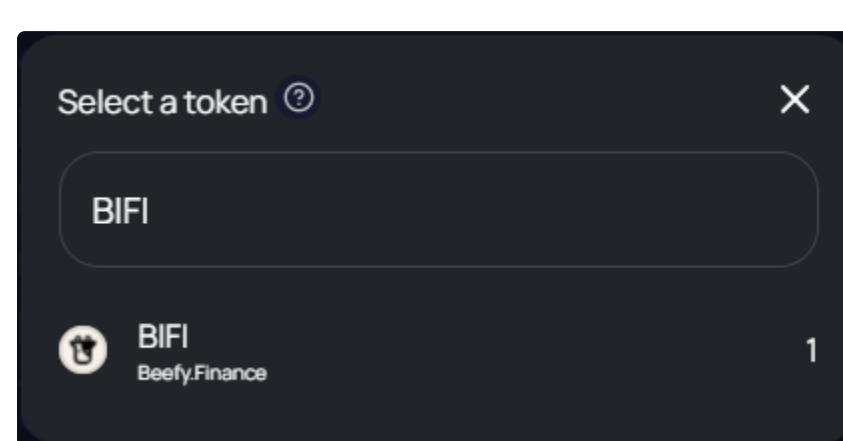 Select a token ?
BIFI
BIFI 1
Beefy.Finance